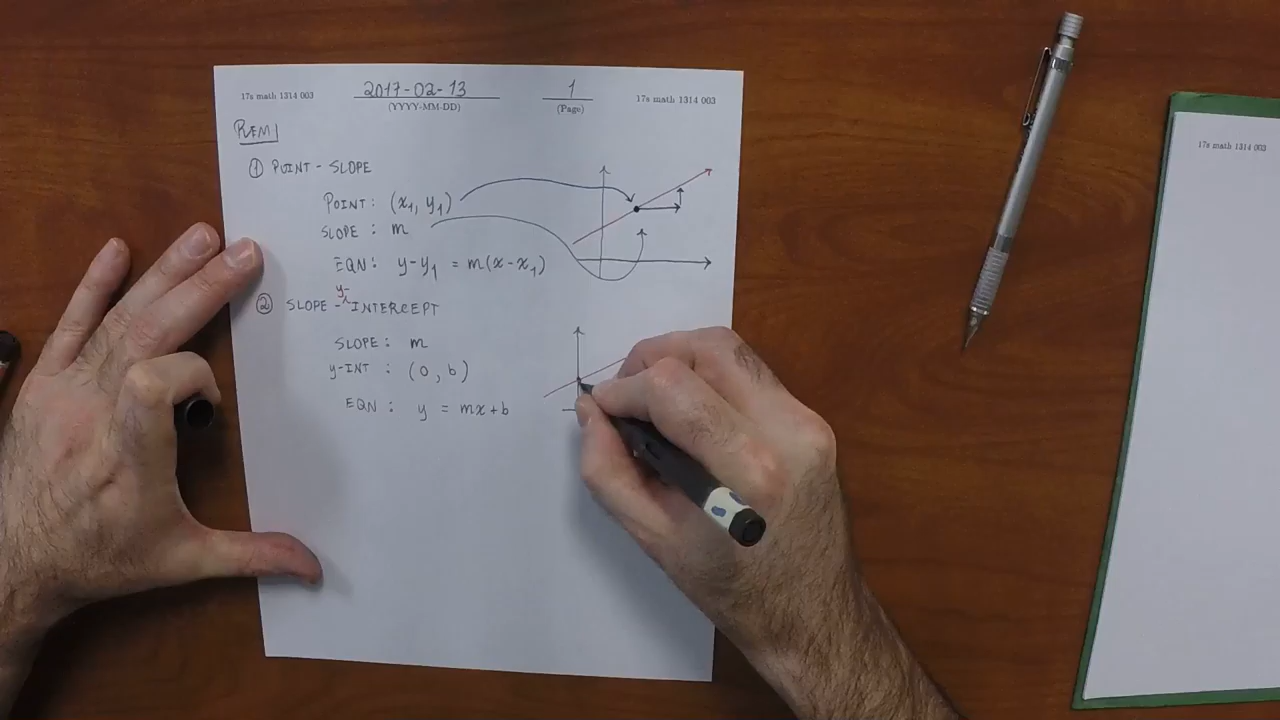 17s math 1314 003 2017-02-13 1 17s math 1314 003
(YYYY-MM-DD) (Page)
REM
① POINT - SLOPE
POINT: (x₁, y₁)
SLOPE : m
EQN: y-y₁ = m(x-x₁)
y-
② SLOPE - INTERCEPT
SLOPE: m
y-INT : (0, b)
EQN : y = mx+b
17s math 1314 003